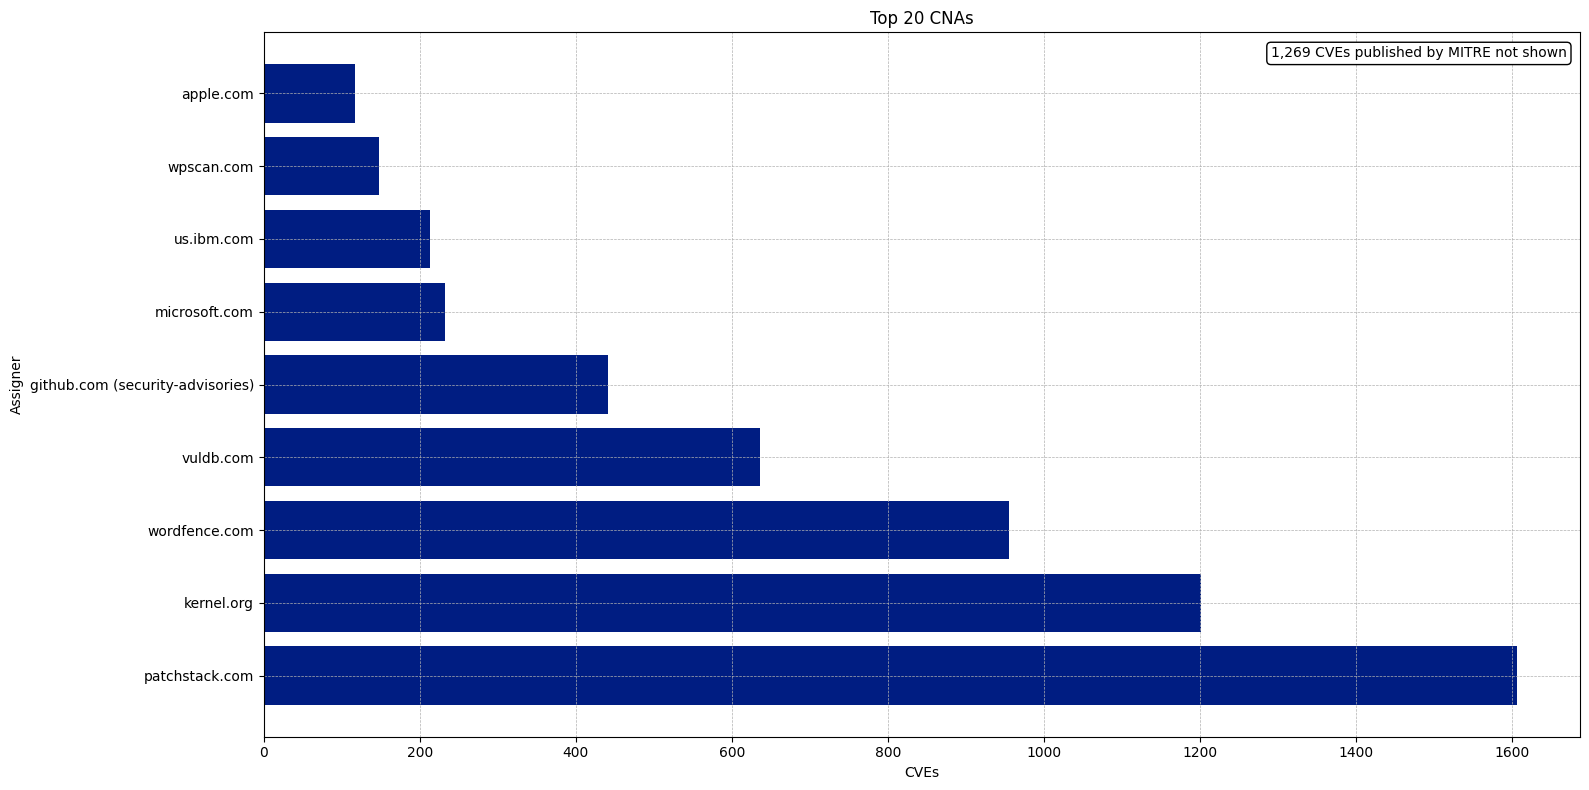 Top 20 CNAs
1,269 CVEs published by MITRE not shown
apple.com
wpscan.com
us.ibm.com
microsoft.com
github.com (security-advisories)
vuldb.com
wordfence.com
kernel.org
patchstack.com
Assigner
0 200 400 600 800 1000 1200 1400 1600
CVEs